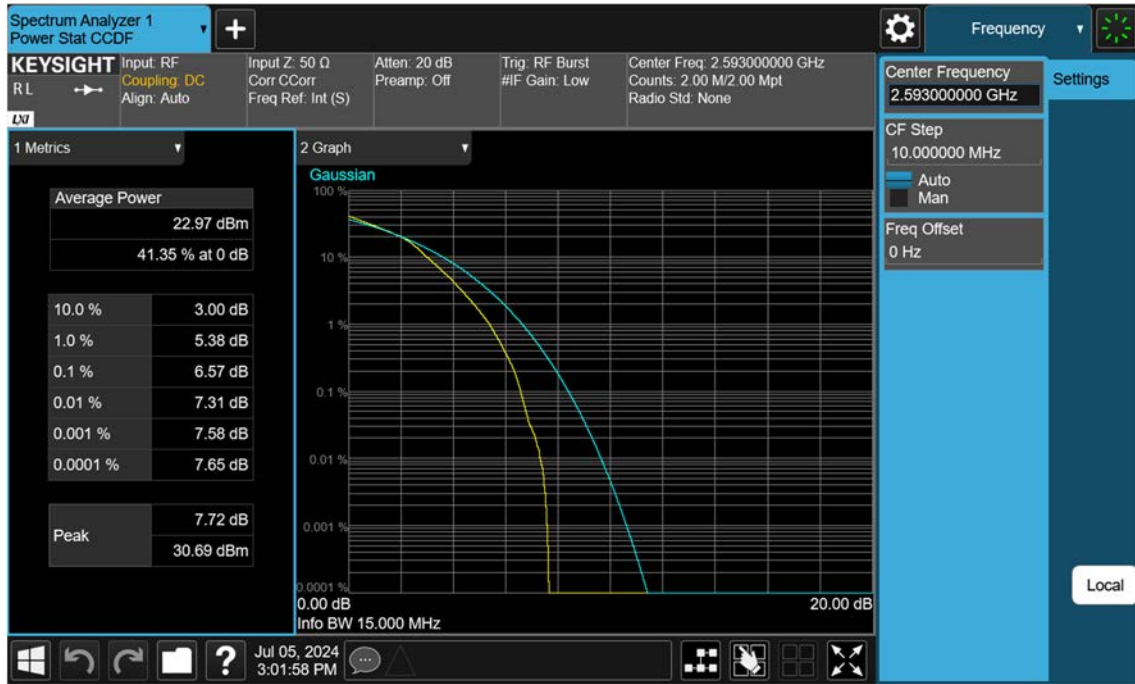 Spectrum Analyzer 1
Power Stat CCDF
+
Frequency
KEYSIGHT
RL
LXI
Input: RF
Coupling: DC
Align: Auto
Input Z: 50 Ω
Corr CCorr
Freq Ref: Int (S)
Atten: 20 dB
Preamp: Off
Trig: RF Burst
#IF Gain: Low
Center Freq: 2.593000000 GHz
Counts: 2.00 M/2.00 Mpt
Radio Std: None
Center Frequency
2.593000000 GHz
Settings
CF Step
10.000000 MHz
Auto
Man
Freq Offset
0 Hz
Local
1 Metrics
Average Power
22.97 dBm
41.35 % at 0 dB
10.0 % 3.00 dB
1.0 % 5.38 dB
0.1 % 6.57 dB
0.01 % 7.31 dB
0.001 % 7.58 dB
0.0001 % 7.65 dB
Peak
7.72 dB
30.69 dBm
2 Graph
Gaussian
100 %
10 %
1 %
0.1 %
0.01 %
0.001 %
0.0001 %
0.00 dB 20.00 dB
Info BW 15.000 MHz
?
Jul 05, 2024
3:01:58 PM